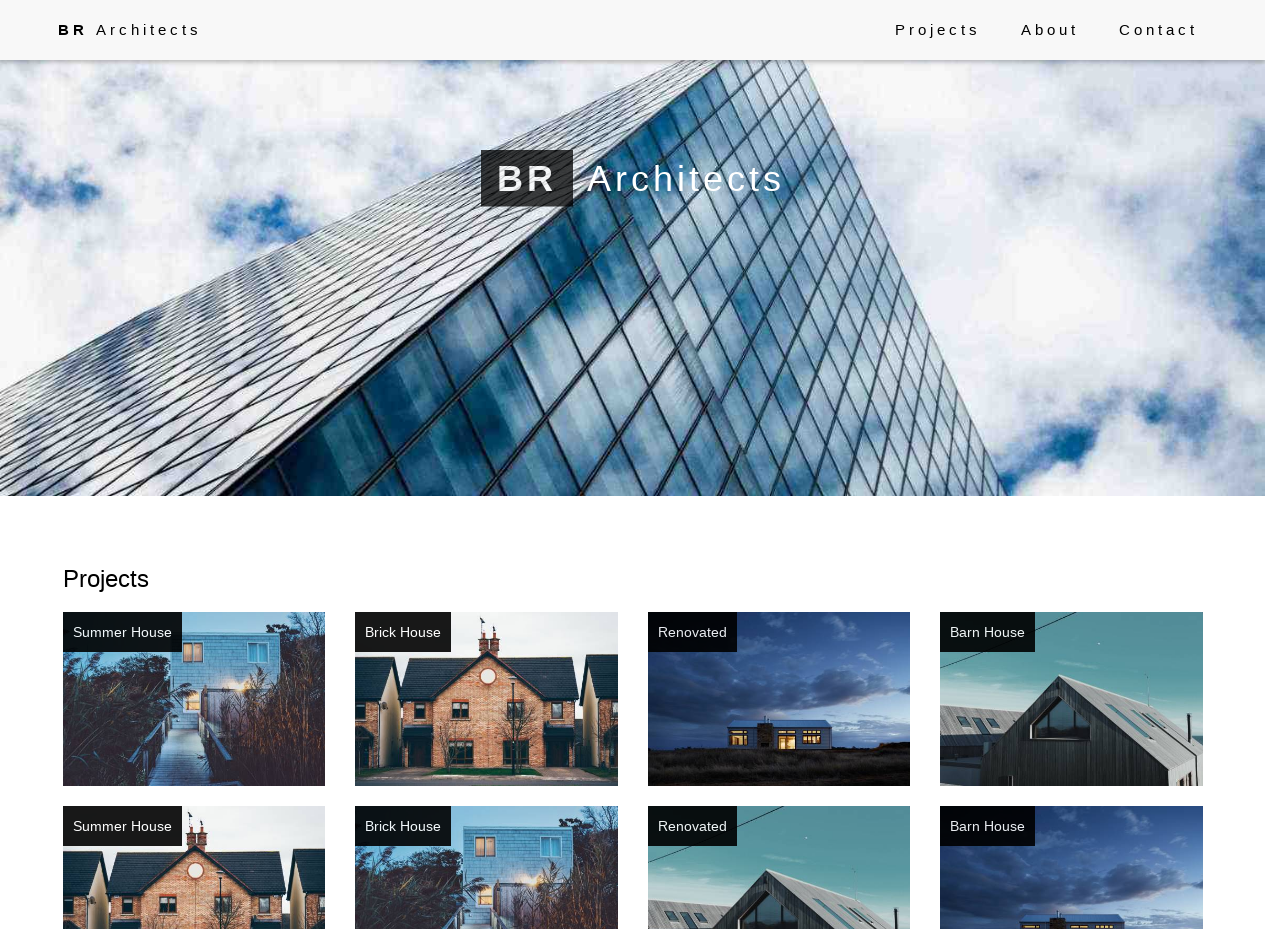 BR Architects
Projects About Contact
BR Architects
Projects
Summer House
Brick House
Renovated
Barn House
Summer House
Brick House
Renovated
Barn House